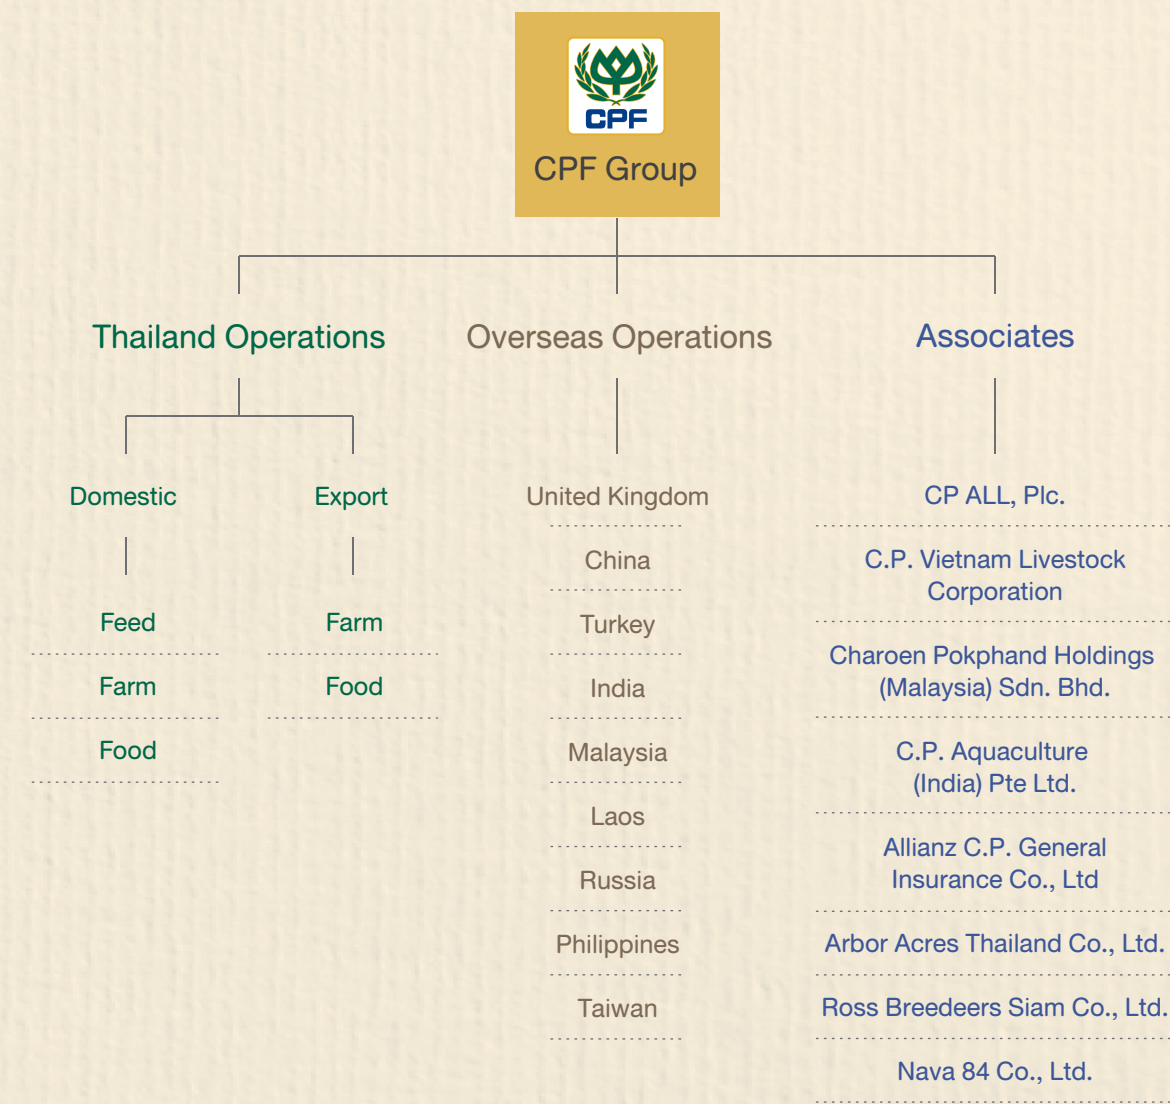 CPF
CPF Group
Thailand Operations
Overseas Operations
Associates
Domestic
Export
Feed
Farm
Food
Farm
Food
United Kingdom
China
Turkey
India
Malaysia
Laos
Russia
Philippines
Taiwan
CP ALL, Plc.
C.P. Vietnam Livestock
Corporation
Charoen Pokphand Holdings
(Malaysia) Sdn. Bhd.
C.P. Aquaculture
(India) Pte Ltd.
Allianz C.P. General
Insurance Co., Ltd
Arbor Acres Thailand Co., Ltd.
Ross Breedeers Siam Co., Ltd.
Nava 84 Co., Ltd.